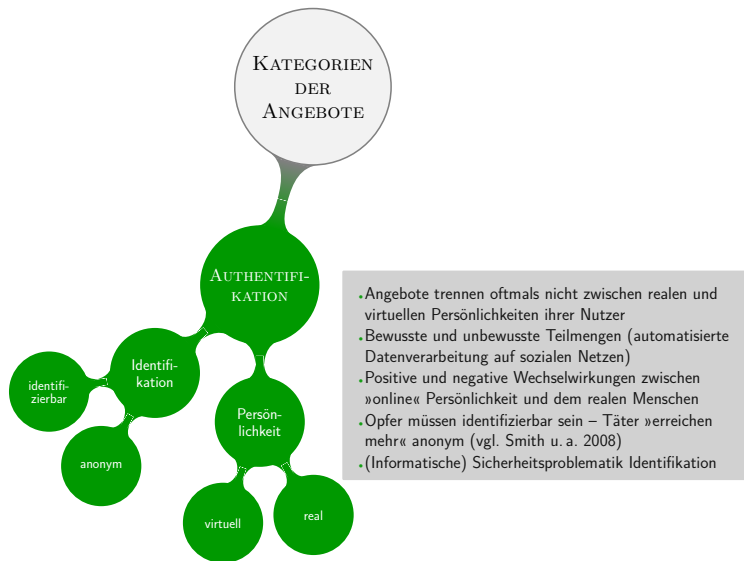 KATEGORIEN
DER
ANGEBOTE
AUTHENTIFI-
KATION
Identifi-
kation
identifi-
zierbar
anonym
Persön-
lichkeit
virtuell
real
•Angebote trennen oftmals nicht zwischen realen und
virtuellen Persönlichkeiten ihrer Nutzer
•Bewusste und unbewusste Teilmengen (automatisierte
Datenverarbeitung auf sozialen Netzen)
•Positive und negative Wechselwirkungen zwischen
»online« Persönlichkeit und dem realen Menschen
•Opfer müssen identifizierbar sein – Täter »erreichen
mehr« anonym (vgl. Smith u. a. 2008)
•(Informatische) Sicherheitsproblematik Identifikation